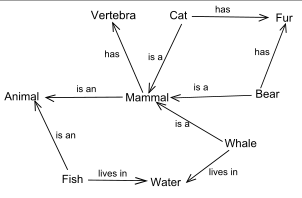 Vertebra Cat has Fur
has is a has
Animal is an Mammal is a Bear
is an is a Whale
Fish lives in Water lives in